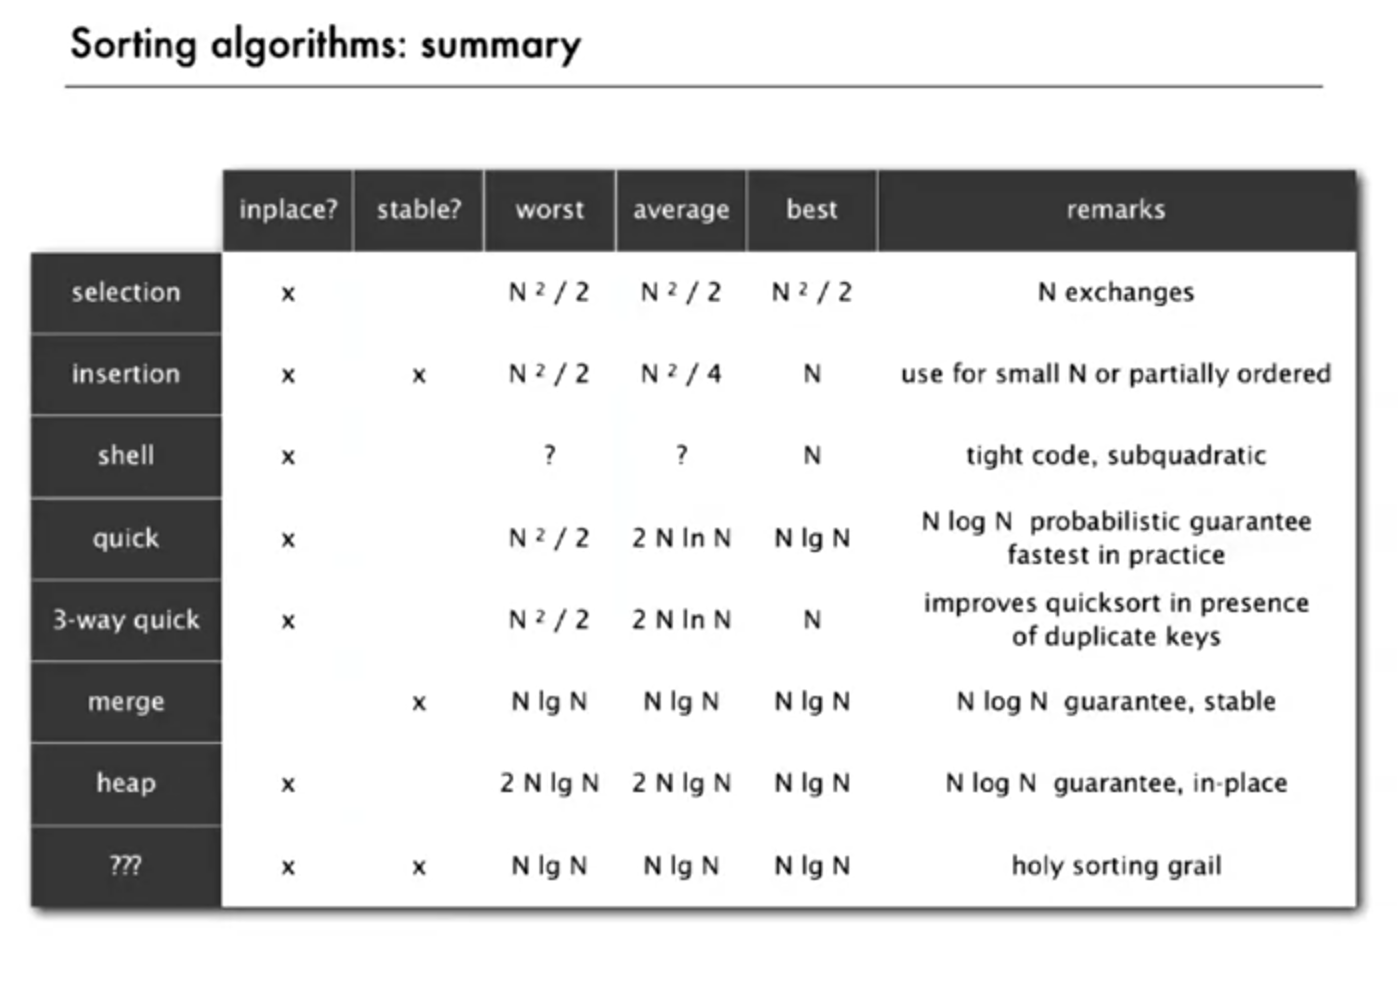 Sorting algorithms: summary
inplace? stable? worst average best remarks
selection x N ² / 2 N ² / 2 N ² / 2 N exchanges
insertion x x N ² / 2 N ² / 4 N use for small N or partially ordered
shell x ? ? N tight code, subquadratic
quick x N ² / 2 2 N ln N N lg N N log N probabilistic guarantee
fastest in practice
3-way quick x N ² / 2 2 N ln N N improves quicksort in presence
of duplicate keys
merge x N lg N N lg N N lg N N log N guarantee, stable
heap x 2 N lg N 2 N lg N N lg N N log N guarantee, in-place
??? x x N lg N N lg N N lg N holy sorting grail